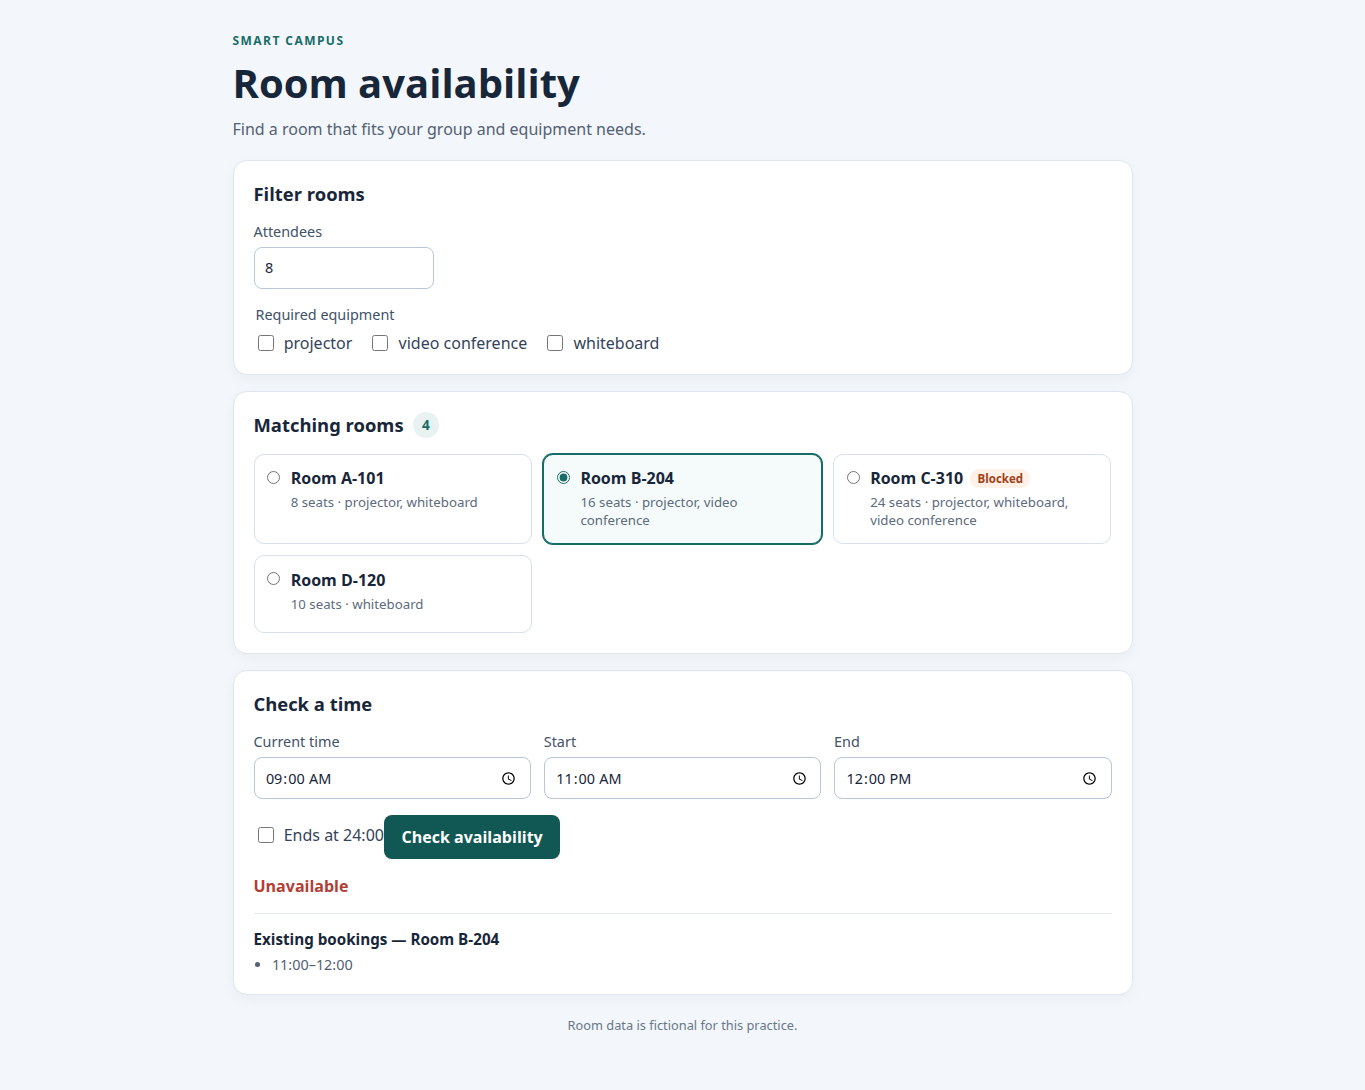 SMART CAMPUS
Room availability
Find a room that fits your group and equipment needs.
Filter rooms
Attendees
8
Required equipment
projector video conference whiteboard
Matching rooms 4
Room A-101
8 seats · projector, whiteboard
Room B-204
16 seats · projector, video
conference
Room C-310 Blocked
24 seats · projector, whiteboard,
video conference
Room D-120
10 seats · whiteboard
Check a time
Current time Start End
09:00 AM 11:00 AM 12:00 PM
Ends at 24:00 Check availability
Unavailable
Existing bookings — Room B-204
11:00–12:00
Room data is fictional for this practice.